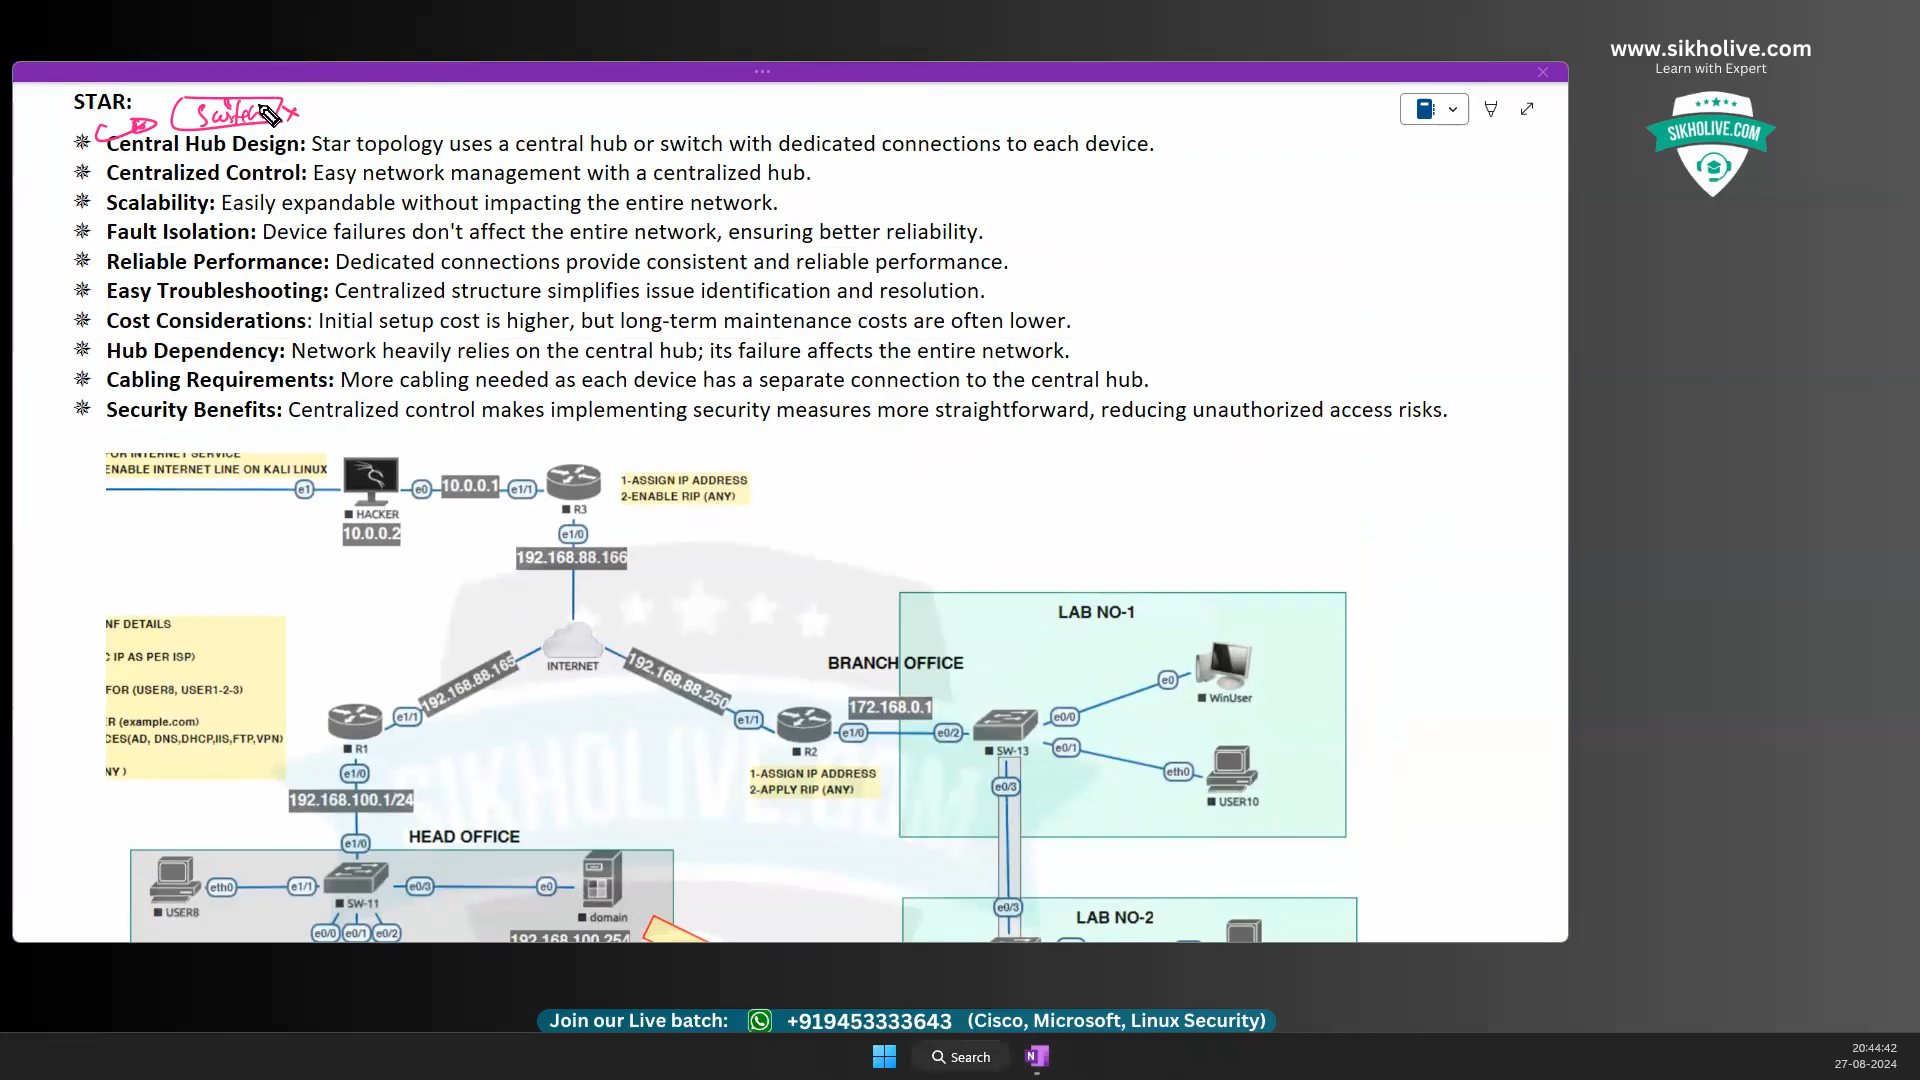 www.sikholive.com
Learn with Expert
SIKHOLIVE.COM
STAR:
Switch
Central Hub Design: Star topology uses a central hub or switch with dedicated connections to each device.
Centralized Control: Easy network management with a centralized hub.
Scalability: Easily expandable without impacting the entire network.
Fault Isolation: Device failures don't affect the entire network, ensuring better reliability.
Reliable Performance: Dedicated connections provide consistent and reliable performance.
Easy Troubleshooting: Centralized structure simplifies issue identification and resolution.
Cost Considerations: Initial setup cost is higher, but long-term maintenance costs are often lower.
Hub Dependency: Network heavily relies on the central hub; its failure affects the entire network.
Cabling Requirements: More cabling needed as each device has a separate connection to the central hub.
Security Benefits: Centralized control makes implementing security measures more straightforward, reducing unauthorized access risks.
FOR INTERNET SERVICE
ENABLE INTERNET LINE ON KALI LINUX
e1
HACKER
10.0.0.2
e0
10.0.0.1
e1/1
R3
1-ASSIGN IP ADDRESS
2-ENABLE RIP (ANY)
e1/0
192.168.88.166
INTERNET
192.168.88.165
192.168.88.250
NF DETAILS
C IP AS PER ISP)
FOR (USER8, USER1-2-3)
R (example.com)
CES(AD, DNS,DHCP,IIS,FTP,VPN)
NY )
e1/1
R1
e1/0
192.168.100.1/24
e1/0
e1/1
R2
1-ASSIGN IP ADDRESS
2-APPLY RIP (ANY)
e1/0
172.168.0.1
e0/2
BRANCH OFFICE
LAB NO-1
SW-13
e0/0
e0
WinUser
e0/1
eth0
USER10
e0/3
e0/3
LAB NO-2
HEAD OFFICE
USER8
eth0
e1/1
SW-11
e0/3
e0
domain
192.168.100.254
e0/0
e0/1
e0/2
SIKHOLIVE.COM
Join our Live batch: +919453333643 (Cisco, Microsoft, Linux Security)
Search
20:44:42
27-08-2024